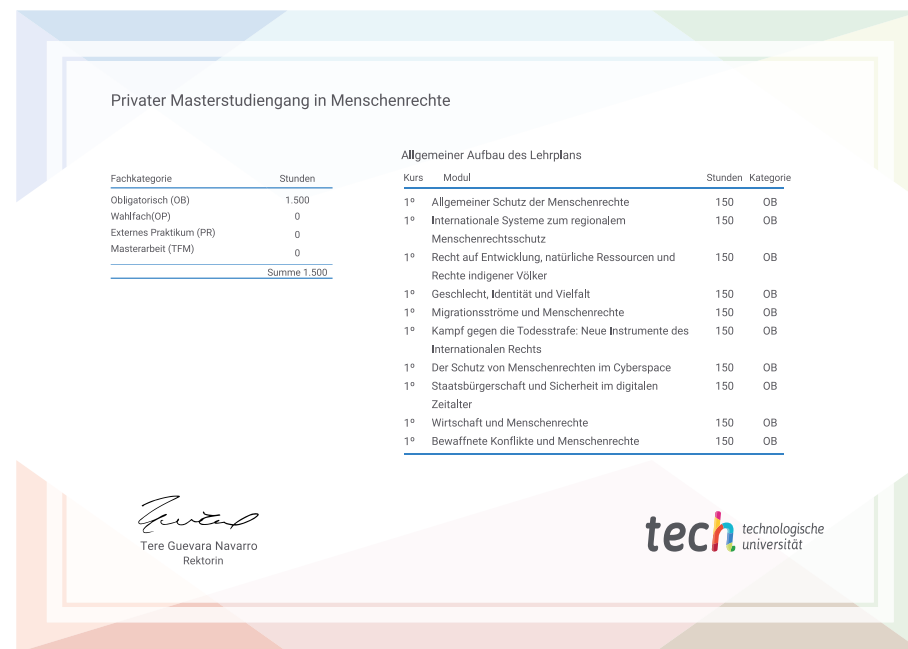 Privater Masterstudiengang in Menschenrechte
Fachkategorie Stunden
Obligatorisch (OB) 1.500
Wahlfach(OP) 0
Externes Praktikum (PR) 0
Masterarbeit (TFM) 0
Summe 1.500
Allgemeiner Aufbau des Lehrplans
Kurs Modul Stunden Kategorie
1º Allgemeiner Schutz der Menschenrechte 150 OB
1º Internationale Systeme zum regionalem 150 OB
Menschenrechtsschutz
1º Recht auf Entwicklung, natürliche Ressourcen und 150 OB
Rechte indigener Völker
1º Geschlecht, Identität und Vielfalt 150 OB
1º Migrationsströme und Menschenrechte 150 OB
1º Kampf gegen die Todesstrafe: Neue Instrumente des 150 OB
Internationalen Rechts
1º Der Schutz von Menschenrechten im Cyberspace 150 OB
1º Staatsbürgerschaft und Sicherheit im digitalen 150 OB
Zeitalter
1º Wirtschaft und Menschenrechte 150 OB
1º Bewaffnete Konflikte und Menschenrechte 150 OB
Tere Guevara Navarro
Rektorin
tech technologische
universität